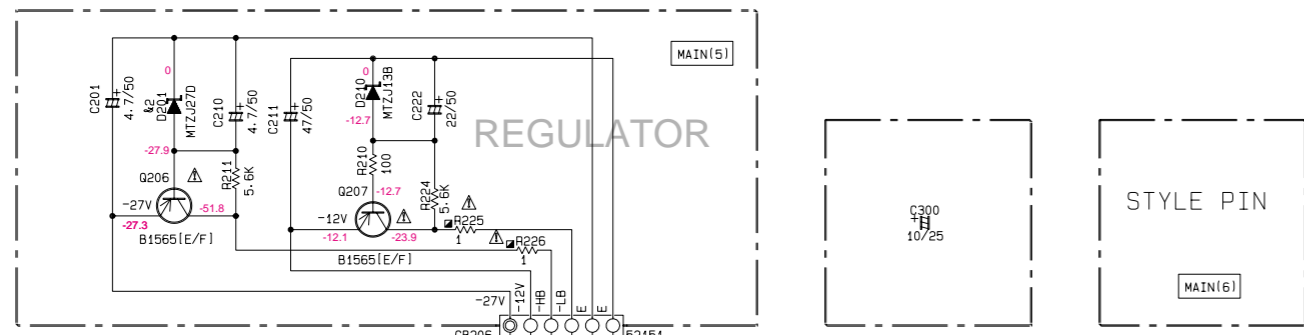 MAIN(5)
REGULATOR
C201
4.7/50
0
&2
D201
MTZJ27D
C210
4.7/50
-27.9
R211
5.6K
Q206
-27V
-27.3
-51.8
B1565[E/F]
C211
47/50
0
D210
MTZJ13B
-12.7
C222
22/50
R210
100
Q207
-12.7
R224
5.6K
-12V
-12.1
-23.9
B1565[E/F]
R225
1
R226
1
-27V
-12V
-HB
-LB
E
E
CB206
52454
C300
+
10/25
STYLE PIN
MAIN(6)